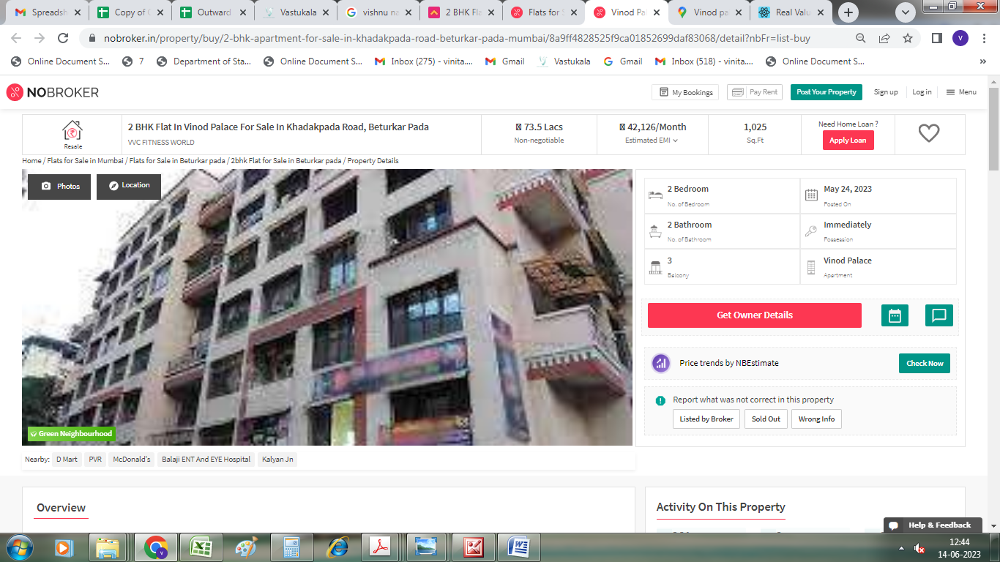 Spreadsh
Copy of C
Outward
Vastukala
vishnu na
2 BHK Fla
Flats for S
Vinod Pal
Vinod pa
Real Valu
nobroker.in/property/buy/2-bhk-apartment-for-sale-in-khadakpada-road-beturkar-pada-mumbai/8a9ff4828525f9ca01852699daf83068/detail?nbFr=list-buy
V
Online Document S...
7
Department of Sta...
Online Document S...
Inbox (275) - vinita....
Gmail
Vastukala
Gmail
Inbox (518) - vinita....
Online Document S...
»
NOBROKER
My Bookings
Pay Rent
Post Your Property
Sign up
Log in
Menu
Resale
2 BHK Flat In Vinod Palace For Sale In Khadakpada Road, Beturkar Pada
VVC FITNESS WORLD
73.5 Lacs
Non-negotiable
42,126/Month
Estimated EMI
1,025
Sq.Ft
Need Home Loan ?
Apply Loan
Home / Flats for Sale in Mumbai / Flats for Sale in Beturkar pada / 2bhk Flat for Sale in Beturkar pada / Property Details
Photos
Location
Green Neighbourhood
Nearby: D Mart PVR McDonald's Balaji ENT And EYE Hospital Kalyan Jn
2 Bedroom
No. of Bedroom
May 24, 2023
Posted On
2 Bathroom
No. of Bathroom
Immediately
Possession
3
Balcony
Vinod Palace
Apartment
Get Owner Details
Price trends by NBEstimate
Check Now
Report what was not correct in this property
Listed by Broker
Sold Out
Wrong Info
Overview
Activity On This Property
Help & Feedback
12:44
14-06-2023